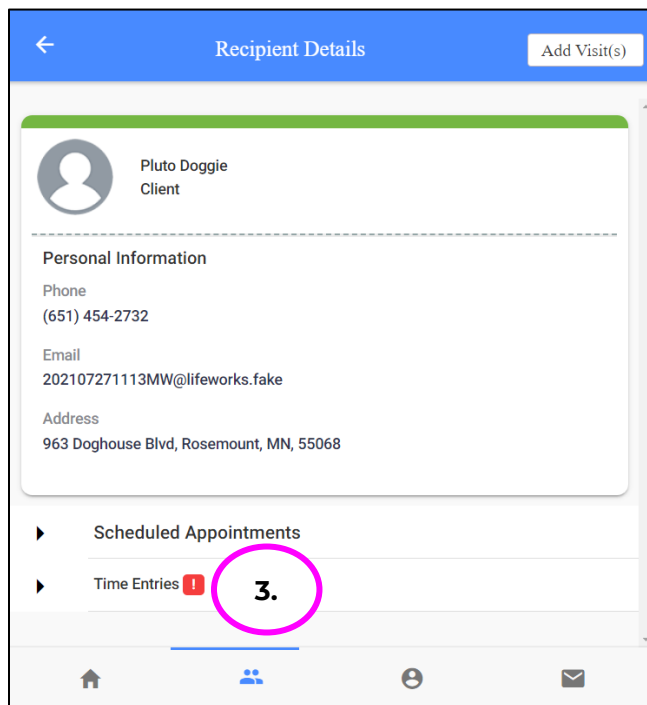 Recipient Details
Add Visit(s)
Pluto Doggie
Client
Personal Information
Phone
(651) 454-2732
Email
202107271113MW@lifeworks.fake
Address
963 Doghouse Blvd, Rosemount, MN, 55068
Scheduled Appointments
Time Entries !
3.